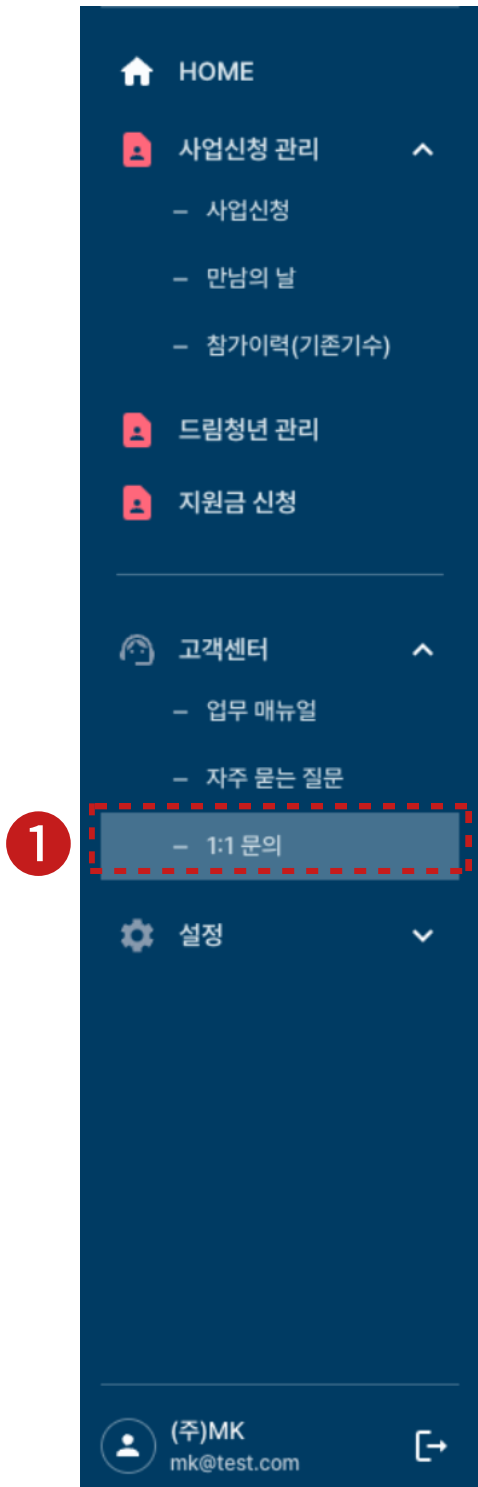 HOME
사업신청 관리
– 사업신청
– 만남의 날
– 참가이력(기존기수)
드림청년 관리
지원금 신청
고객센터
– 업무 매뉴얼
– 자주 묻는 질문
1
– 1:1 문의
설정
(주)MK
mk@test.com